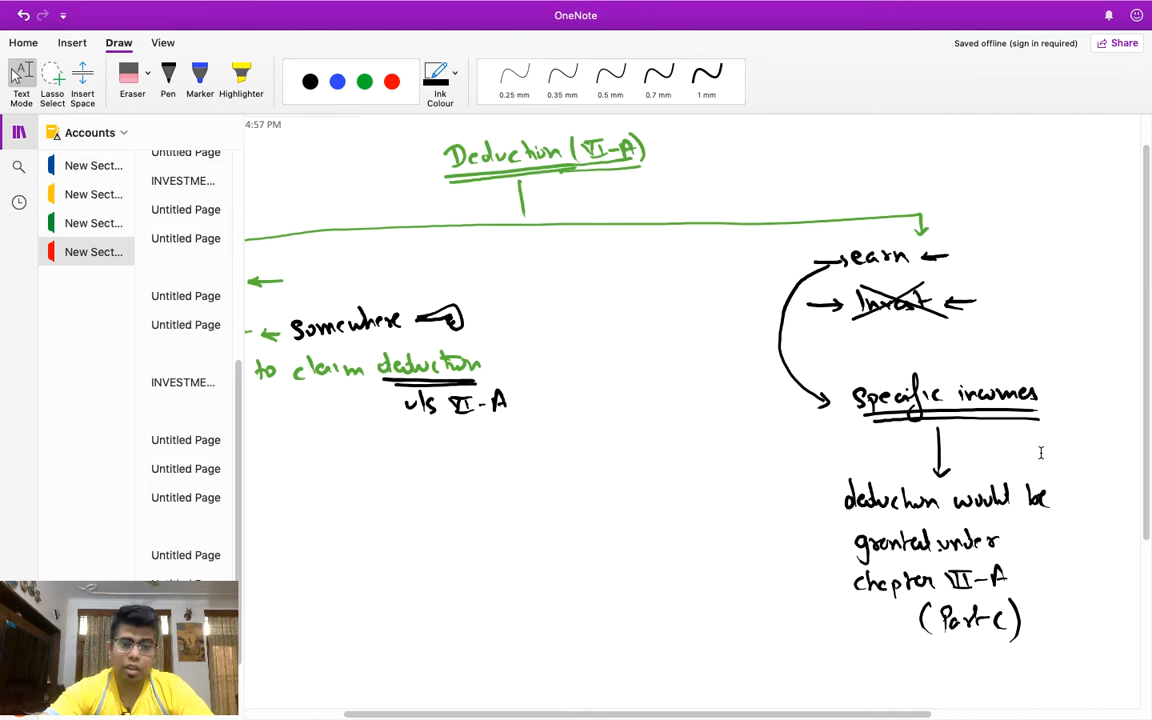 OneNote
Home Insert Draw View
Saved offline (sign in required)
Share
Text Mode
Lasso Select
Insert Space
Eraser
Pen
Marker
Highlighter
Ink Colour
0.25 mm
0.35 mm
0.5 mm
0.7 mm
1 mm
Accounts
New Sect...
New Sect...
New Sect...
New Sect...
Untitled Page
INVESTME...
Untitled Page
Untitled Page
Untitled Page
Untitled Page
INVESTME...
Untitled Page
Untitled Page
Untitled Page
Untitled Page
4:57 PM
Deduction (VI-A)
somewhere
to claim deduction
u/s VI-A
earn
Invest
specific incomes
deduction would be
granted under
chapter VI-A
(Part-C)